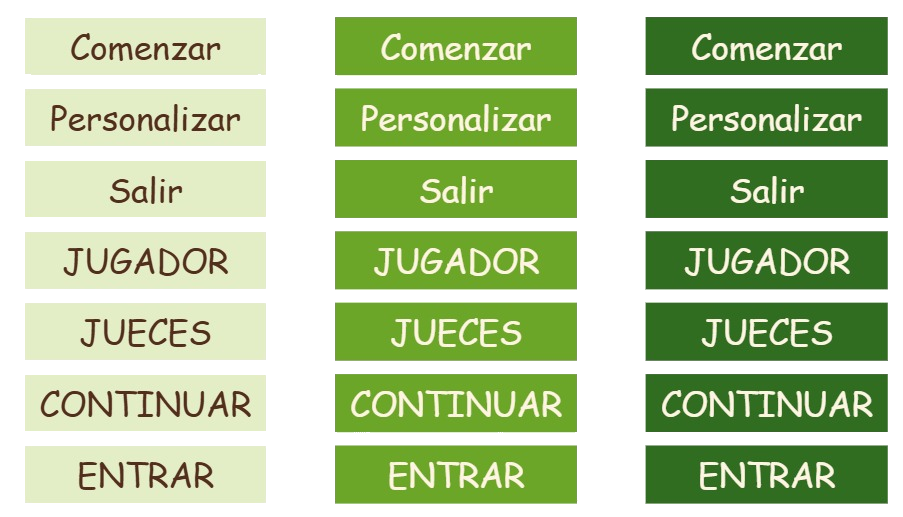 Comenzar Comenzar Comenzar
Personalizar Personalizar Personalizar
Salir Salir Salir
JUGADOR JUGADOR JUGADOR
JUECES JUECES JUECES
CONTINUAR CONTINUAR CONTINUAR
ENTRAR ENTRAR ENTRAR